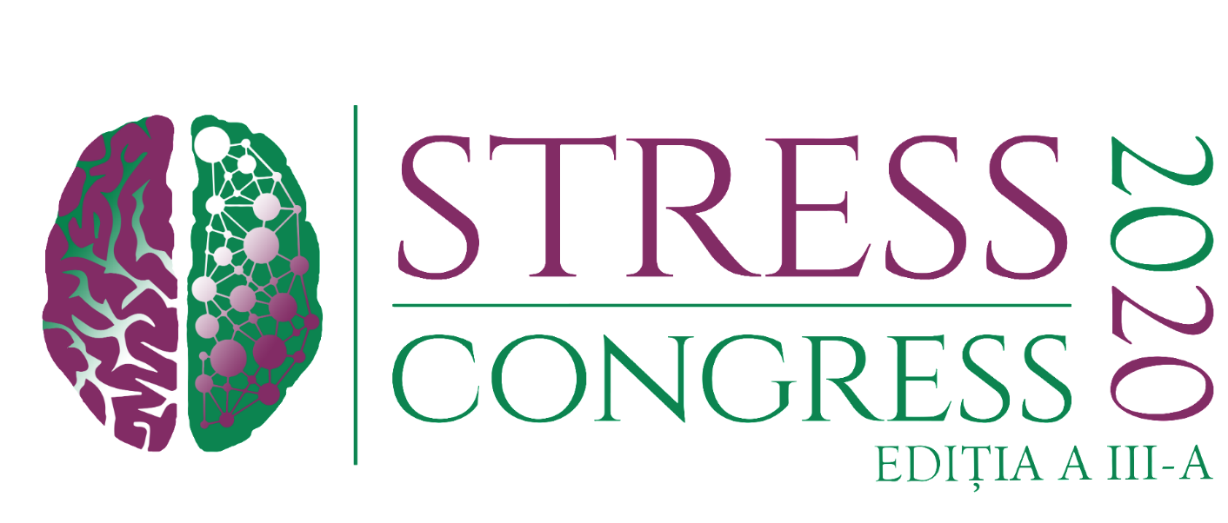 STRESS
CONGRESS
2020
EDIȚIA A III-A